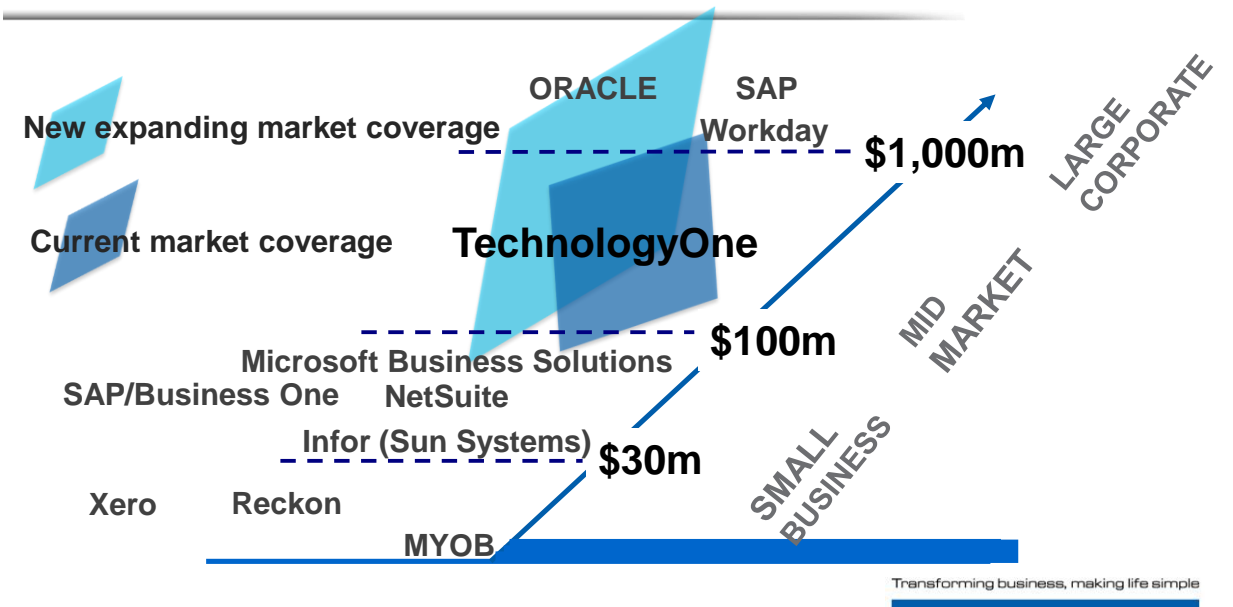 ORACLE
SAP
Workday
New expanding market coverage
$1,000m
LARGE
CORPORATE
Current market coverage
TechnologyOne
MID
MARKET
$100m
Microsoft Business Solutions
SAP/Business One
NetSuite
Infor (Sun Systems)
$30m
SMALL
BUSINESS
Xero
Reckon
MYOB
Transforming business, making life simple